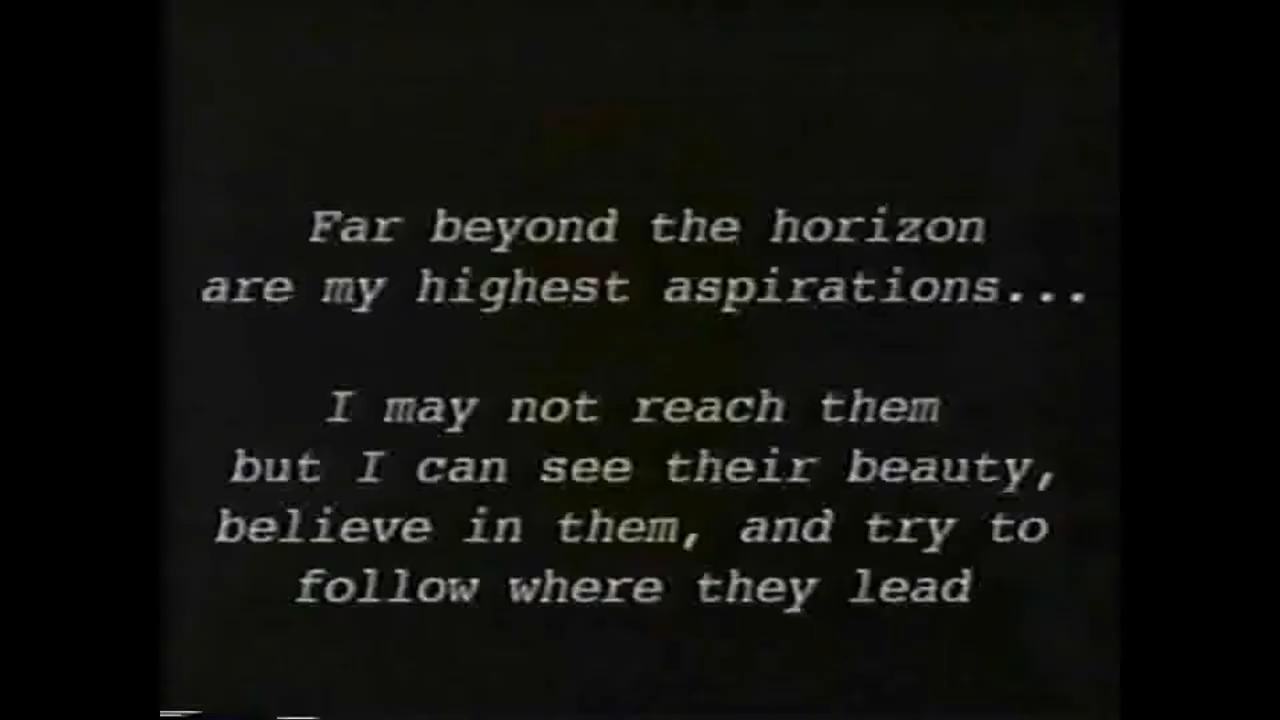 Far beyond the horizon
are my highest aspirations...
I may not reach them
but I can see their beauty,
believe in them, and try to
follow where they lead